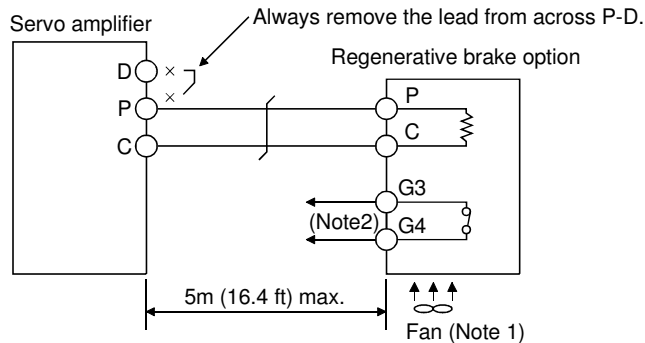 Always remove the lead from across P-D.
Servo amplifier
Regenerative brake option
D
P
P
C
C
G3
(Note2)
G4
5m (16.4 ft) max.
Fan (Note 1)